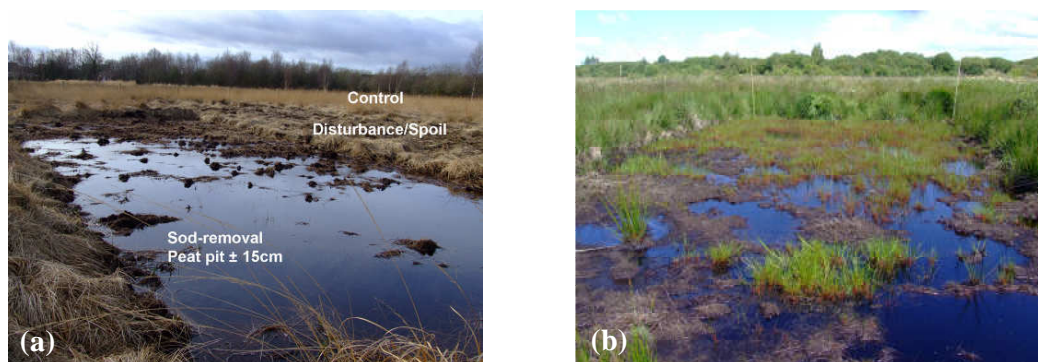 Control
Disturbance/Spoil
Sod-removal
Peat pit ± 15cm
(a)
(b)